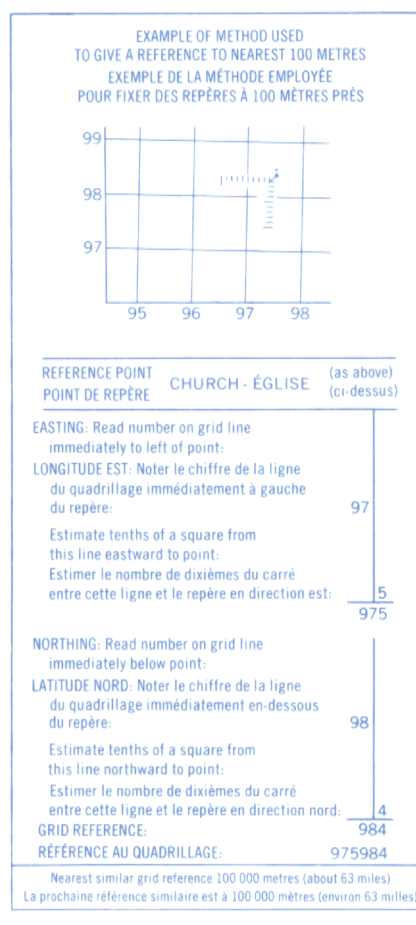 EXAMPLE OF METHOD USED
TO GIVE A REFERENCE TO NEAREST 100 METRES
EXEMPLE DE LA MÉTHODE EMPLOYÉE
POUR FIXER DES REPÈRES À 100 MÈTRES PRÈS
99
98
97
95 96 97 98
REFERENCE POINT
POINT DE REPÈRE
CHURCH - ÉGLISE
(as above)
(ci-dessus)
EASTING: Read number on grid line
immediately to left of point:
LONGITUDE EST: Noter le chiffre de la ligne
du quadrillage immédiatement à gauche
du repère: 97
Estimate tenths of a square from
this line eastward to point:
Estimer le nombre de dixièmes du carré
entre cette ligne et le repère en direction est: 5
975
NORTHING: Read number on grid line
immediately below point:
LATITUDE NORD: Noter le chiffre de la ligne
du quadrillage immédiatement en-dessous
du repère: 98
Estimate tenths of a square from
this line northward to point:
Estimer le nombre de dixièmes du carré
entre cette ligne et le repère en direction nord: 4
GRID REFERENCE: 984
RÉFÉRENCE AU QUADRILLAGE: 975984
Nearest similar grid reference 100 000 metres (about 63 miles)
La prochaine référence similaire est à 100 000 mètres (environ 63 milles)